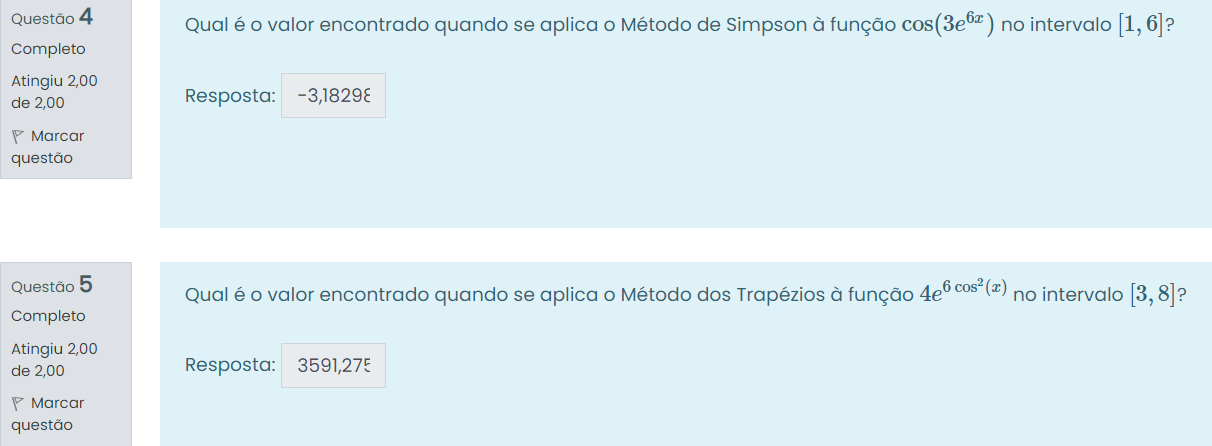 Questão 4
Completo
Atingiu 2,00
de 2,00
Marcar
questão
Qual é o valor encontrado quando se aplica o Método de Simpson à função cos(3e^{6x}) no intervalo [1, 6]?
Resposta: -3,18298
Questão 5
Completo
Atingiu 2,00
de 2,00
Marcar
questão
Qual é o valor encontrado quando se aplica o Método dos Trapézios à função 4e^{6 cos²(x)} no intervalo [3, 8]?
Resposta: 3591,275